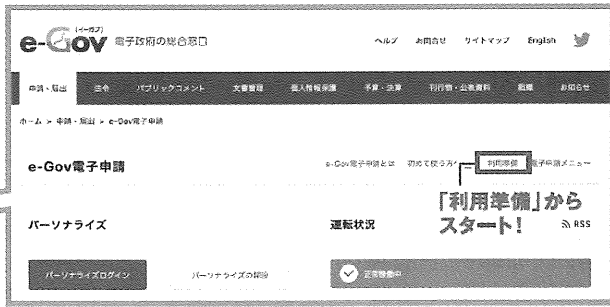 e-Gov
(イーガブ)
電子政府の総合窓口
ヘルプ お問合せ サイトマップ English
申請・届出 法令 パブリックコメント 文書管理 個人情報保護 予算・決算 刊行物・公表資料 組織 お知らせ
ホーム > 申請・届出 > e-Gov電子申請
e-Gov電子申請
e-Gov電子申請とは 初めて使う方へ 利用準備 電子申請メニュー
「利用準備」から
スタート!
パーソナライズ
運転状況
RSS
パーソナライズログイン
パーソナライズの開設
正常稼働中